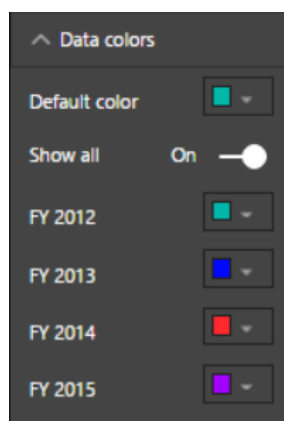 Data colors
Default color
Show all On
FY 2012
FY 2013
FY 2014
FY 2015